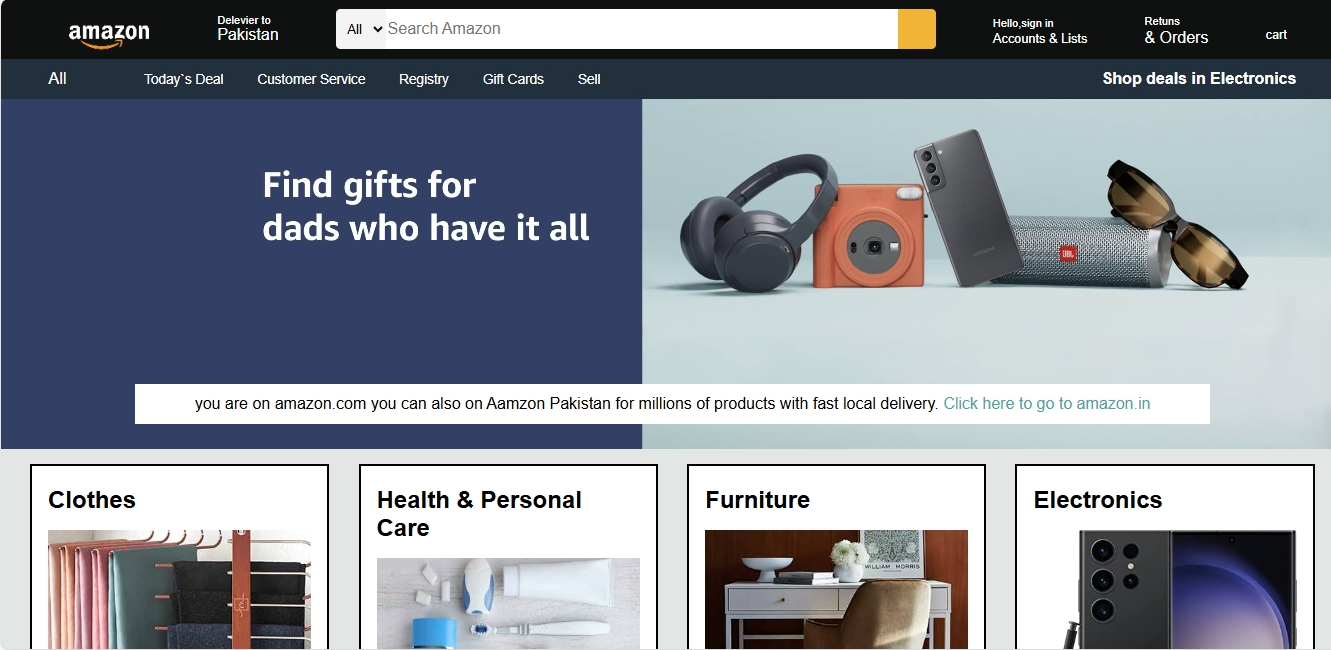 amazon
Delevier to
Pakistan
All
Search Amazon
Hello,sign in
Accounts & Lists
Retuns
& Orders
cart
All
Today`s Deal
Customer Service
Registry
Gift Cards
Sell
Shop deals in Electronics
Find gifts for
dads who have it all
SAMSUNG
JBL
you are on amazon.com you can also on Aamzon Pakistan for millions of products with fast local delivery. Click here to go to amazon.in
Clothes
Health & Personal
Care
Furniture
Electronics
WILLIAM MORRIS